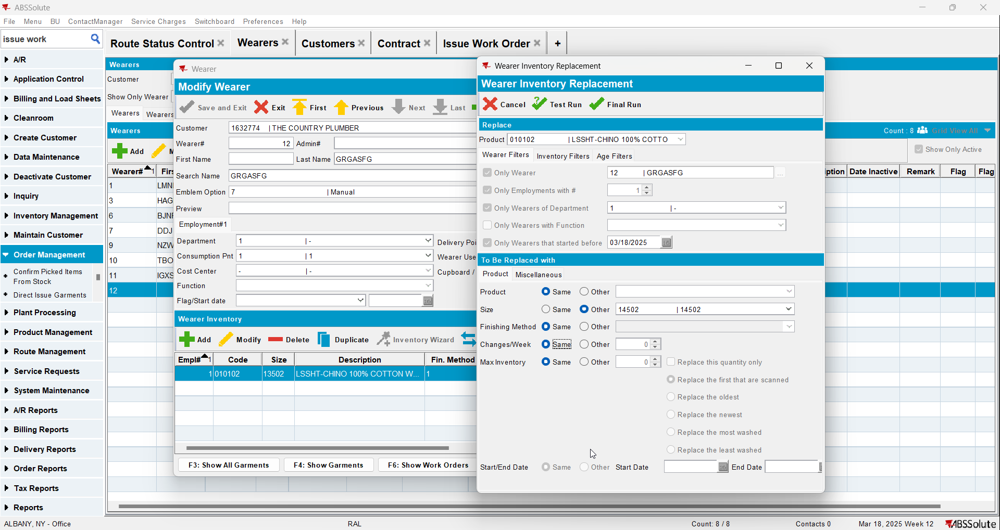 ABSSolute
File Menu BU ContactManager Service Charges Switchboard Preferences Help
issue work
Route Status Control Wearers Customers Contract Issue Work Order +
A/R
Application Control
Billing and Load Sheets
Cleanroom
Create Customer
Data Maintenance
Deactivate Customer
Inquiry
Inventory Management
Maintain Customer
Order Management
Confirm Picked Items
From Stock
Direct Issue Garments
Plant Processing
Product Management
Route Management
Service Requests
System Maintenance
A/R Reports
Billing Reports
Delivery Reports
Order Reports
Tax Reports
Reports
Wearers
Customer
Show Only Wearer
Wearers Wearers
Wearers
Count : 8 Grid View All
Add M
Show Only Active
Wearer# 1 Firs
iption Date Inactive Remark Flag Flag
1 LMN
3 HAG
6 BJN
7 DDJ
9 NZW
10 TBO
11 IGXS
12
Wearer
Modify Wearer
Save and Exit Exit First Previous Next Last
Customer 1632774 | THE COUNTRY PLUMBER
Wearer# 12 Admin#
First Name Last Name GRGASFG
Search Name GRGASFG
Emblem Option 7 | Manual
Preview
Employment#1
Department 1 | - Delivery Poi
Consumption Pnt 1 | 1 Wearer Use
Cost Center - | - Cupboard /
Function
Flag/Start date 16
Wearer Inventory
Add Modify Delete Duplicate Inventory Wizard
Empl# 1 Code Size Description Fin. Method
1 010102 13502 LSSHT-CHINO 100% COTTON W... 1
F3: Show All Garments F4: Show Garments F6: Show Work Orders
Wearer Inventory Replacement
Wearer Inventory Replacement
Cancel Test Run Final Run
Replace
Product 010102 | LSSHT-CHINO 100% COTTO
Wearer Filters Inventory Filters Age Filters
Only Wearer 12 | GRGASFG ...
Only Employments with # 1
Only Wearers of Department 1 | -
Only Wearers with Function
Only Wearers that started before 03/18/2025 16
To Be Replaced with
Product Miscellaneous
Product Same Other
Size Same Other 14502 | 14502
Finishing Method Same Other
Changes/Week Same Other 0
Max Inventory Same Other 0 Replace this quantity only
Replace the first that are scanned
Replace the oldest
Replace the newest
Replace the most washed
Replace the least washed
Start/End Date Same Other Start Date 16 End Date
ALBANY, NY - Office RAL Count: 8 / 8 Contacts 0 Mar 18, 2025 Week 12 ABSSolute